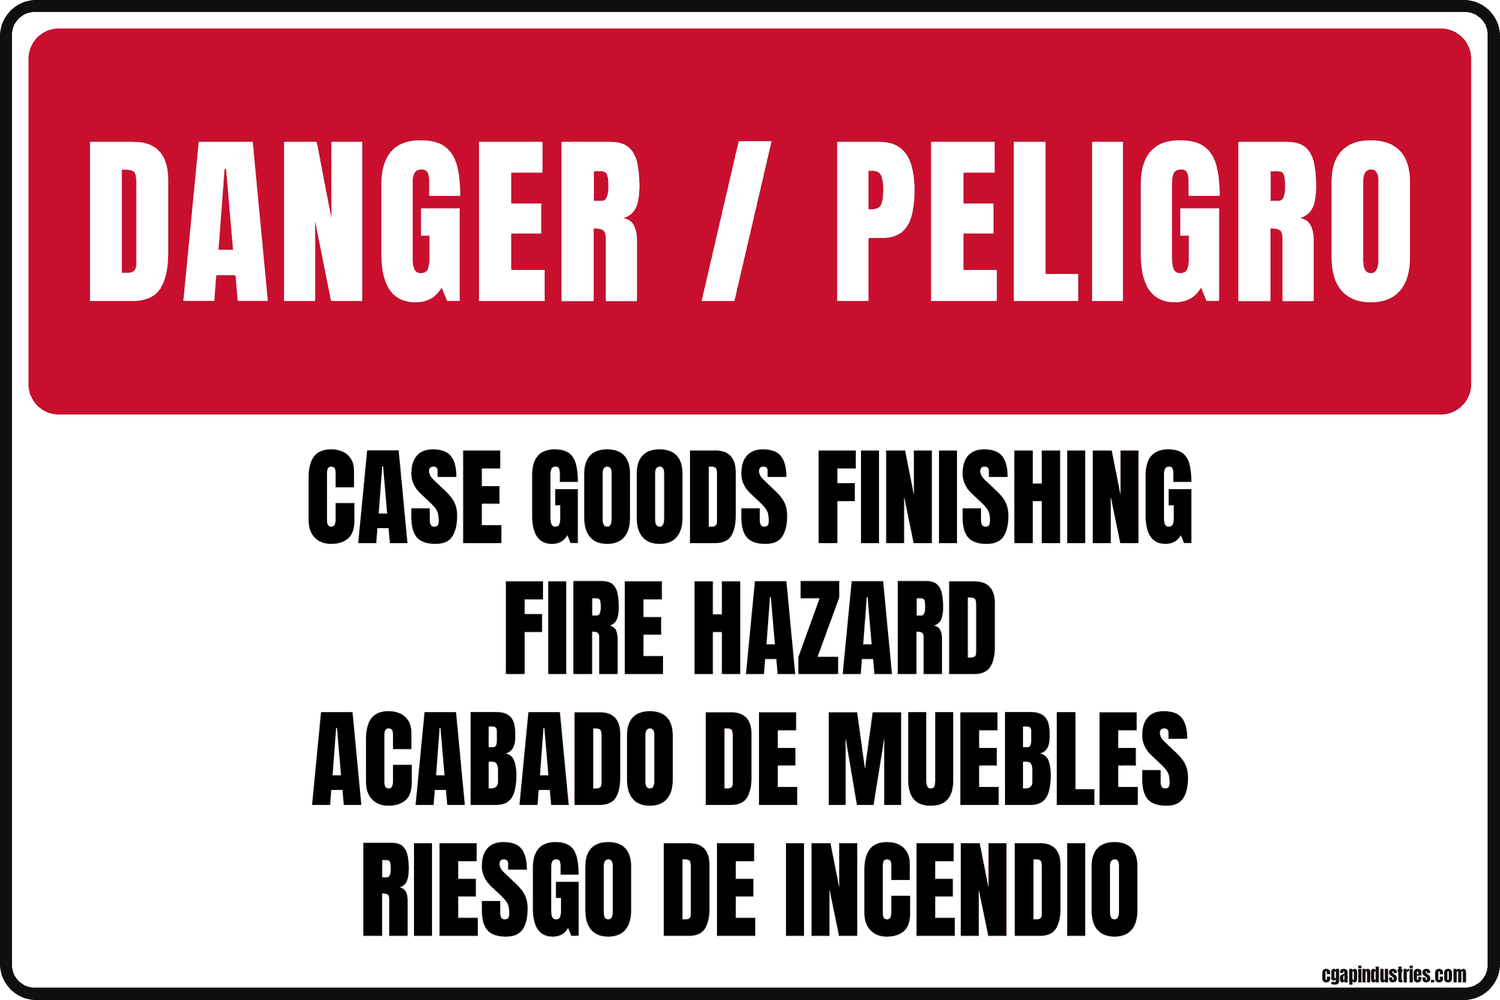 DANGER / PELIGRO
CASE GOODS FINISHING
FIRE HAZARD
ACABADO DE MUEBLES
RIESGO DE INCENDIO
cgapindustries.com